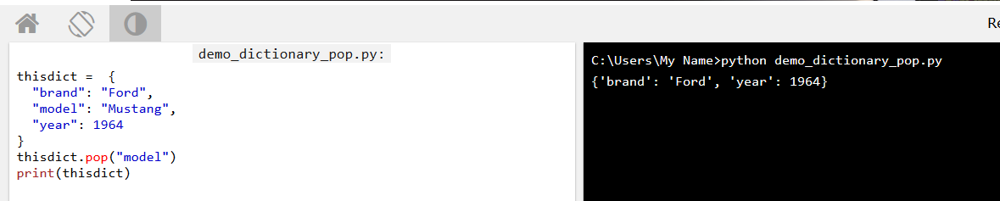 Re
demo_dictionary_pop.py:
thisdict =  {
  "brand": "Ford",
  "model": "Mustang",
  "year": 1964
}
thisdict.pop("model")
print(thisdict)
C:\Users\My Name>python demo_dictionary_pop.py
{'brand': 'Ford', 'year': 1964}